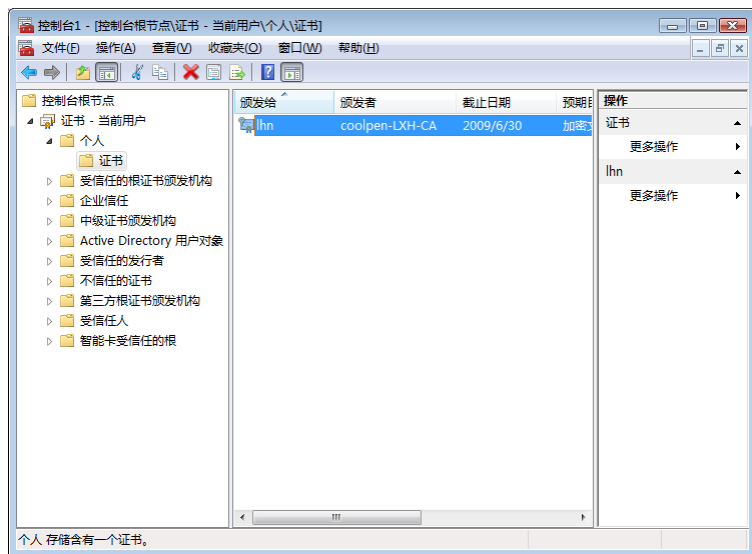 控制台1 - [控制台根节点\证书 - 当前用户\个人\证书]
文件(F) 操作(A) 查看(V) 收藏夹(O) 窗口(W) 帮助(H)
控制台根节点
证书 - 当前用户
个人
证书
受信任的根证书颁发机构
企业信任
中级证书颁发机构
Active Directory 用户对象
受信任的发行者
不信任的证书
第三方根证书颁发机构
受信任人
智能卡受信任的根
颁发给 颁发者 截止日期 预期
lhn coolpen-LXH-CA 2009/6/30 加密
操作
证书
更多操作
lhn
更多操作
个人 存储含有一个证书。